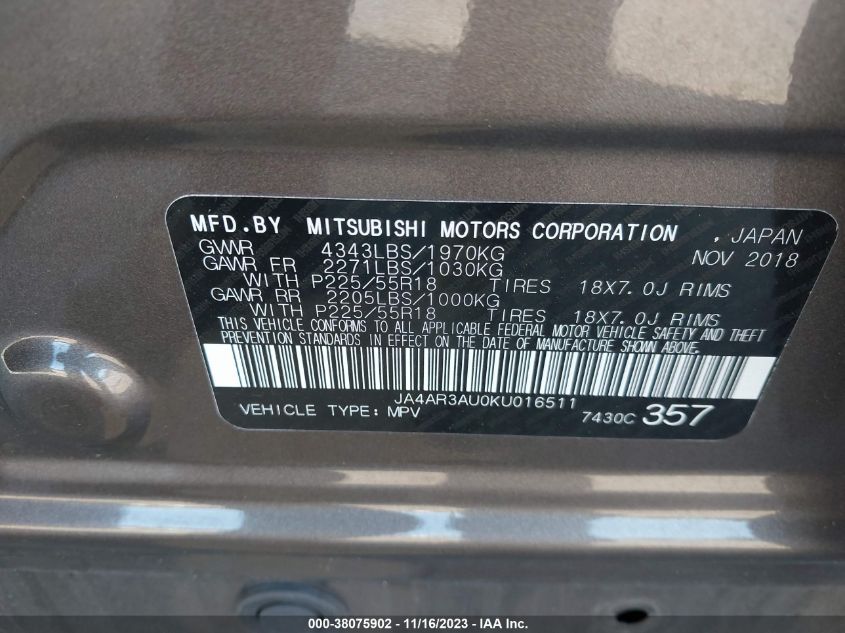 MFD.BY MITSUBISHI MOTORS CORPORATION , JAPAN
GVWR 4343LBS/1970KG NOV 2018
GAWR FR 2271LBS/1030KG
WITH P225/55R18 TIRES 18X7.0J RIMS
GAWR RR 2205LBS/1000KG
WITH P225/55R18 TIRES 18X7.0J RIMS
THIS VEHICLE CONFORMS TO ALL APPLICABLE FEDERAL MOTOR VEHICLE SAFETY AND THEFT
PREVENTION STANDARDS IN EFFECT ON THE DATE OF MANUFACTURE SHOWN ABOVE.
JA4AR3AU0KU016511
VEHICLE TYPE: MPV 7430C 357
000-38075902 - 11/16/2023 - Copyright © 2023 IAA, Inc.